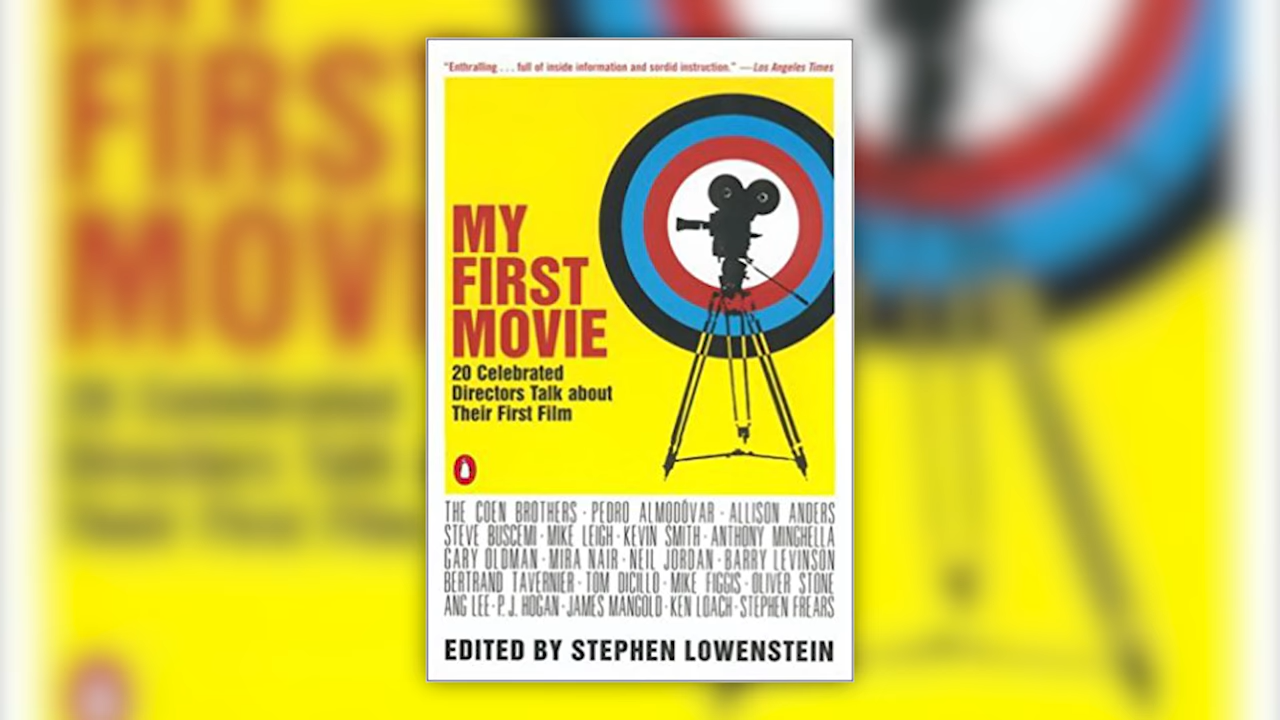 "Enthralling . . . full of inside information and sordid instruction." —Los Angeles Times
MY
FIRST
MOVIE
20 Celebrated
Directors Talk about
Their First Film
THE COEN BROTHERS · PEDRO ALMODÓVAR · ALLISON ANDERS
STEVE BUSCEMI · MIKE LEIGH · KEVIN SMITH · ANTHONY MINGHELLA
GARY OLDMAN · MIRA NAIR · NEIL JORDAN · BARRY LEVINSON
BERTRAND TAVERNIER · TOM DICILLO · MIKE FIGGIS · OLIVER STONE
ANG LEE · P. J. HOGAN · JAMES MANGOLD · KEN LOACH · STEPHEN FREARS
EDITED BY STEPHEN LOWENSTEIN